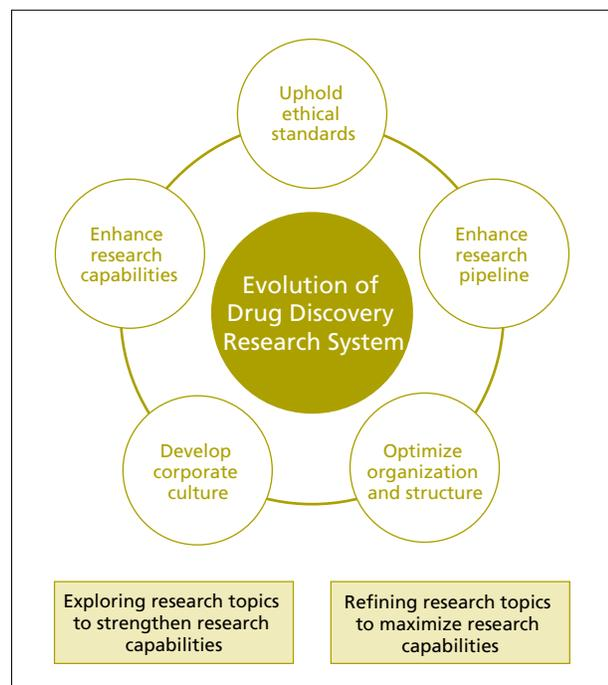 Uphold
ethical
standards
Enhance
research
capabilities
Enhance
research
pipeline
Evolution of
Drug Discovery
Research System
Develop
corporate
culture
Optimize
organization
and structure
Exploring research topics
to strengthen research
capabilities
Refining research topics
to maximize research
capabilities